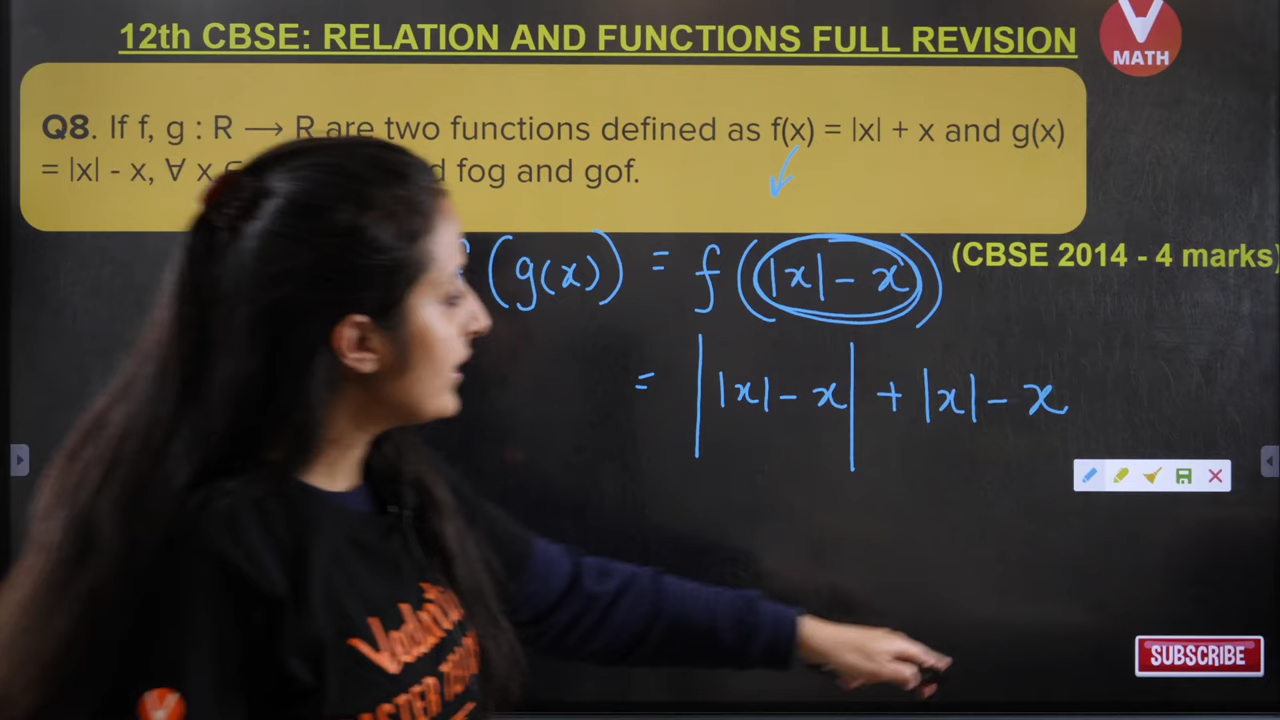 12th CBSE: RELATION AND FUNCTIONS FULL REVISION
MATH
Q8. If f, g : R → R are two functions defined as f(x) = |x| + x and g(x)
= |x| - x, ∀ x fog and gof.
(g(x)) = f(|x| - x)
(CBSE 2014 - 4 marks)
= ||x| - x| + |x| - x
SUBSCRIBE